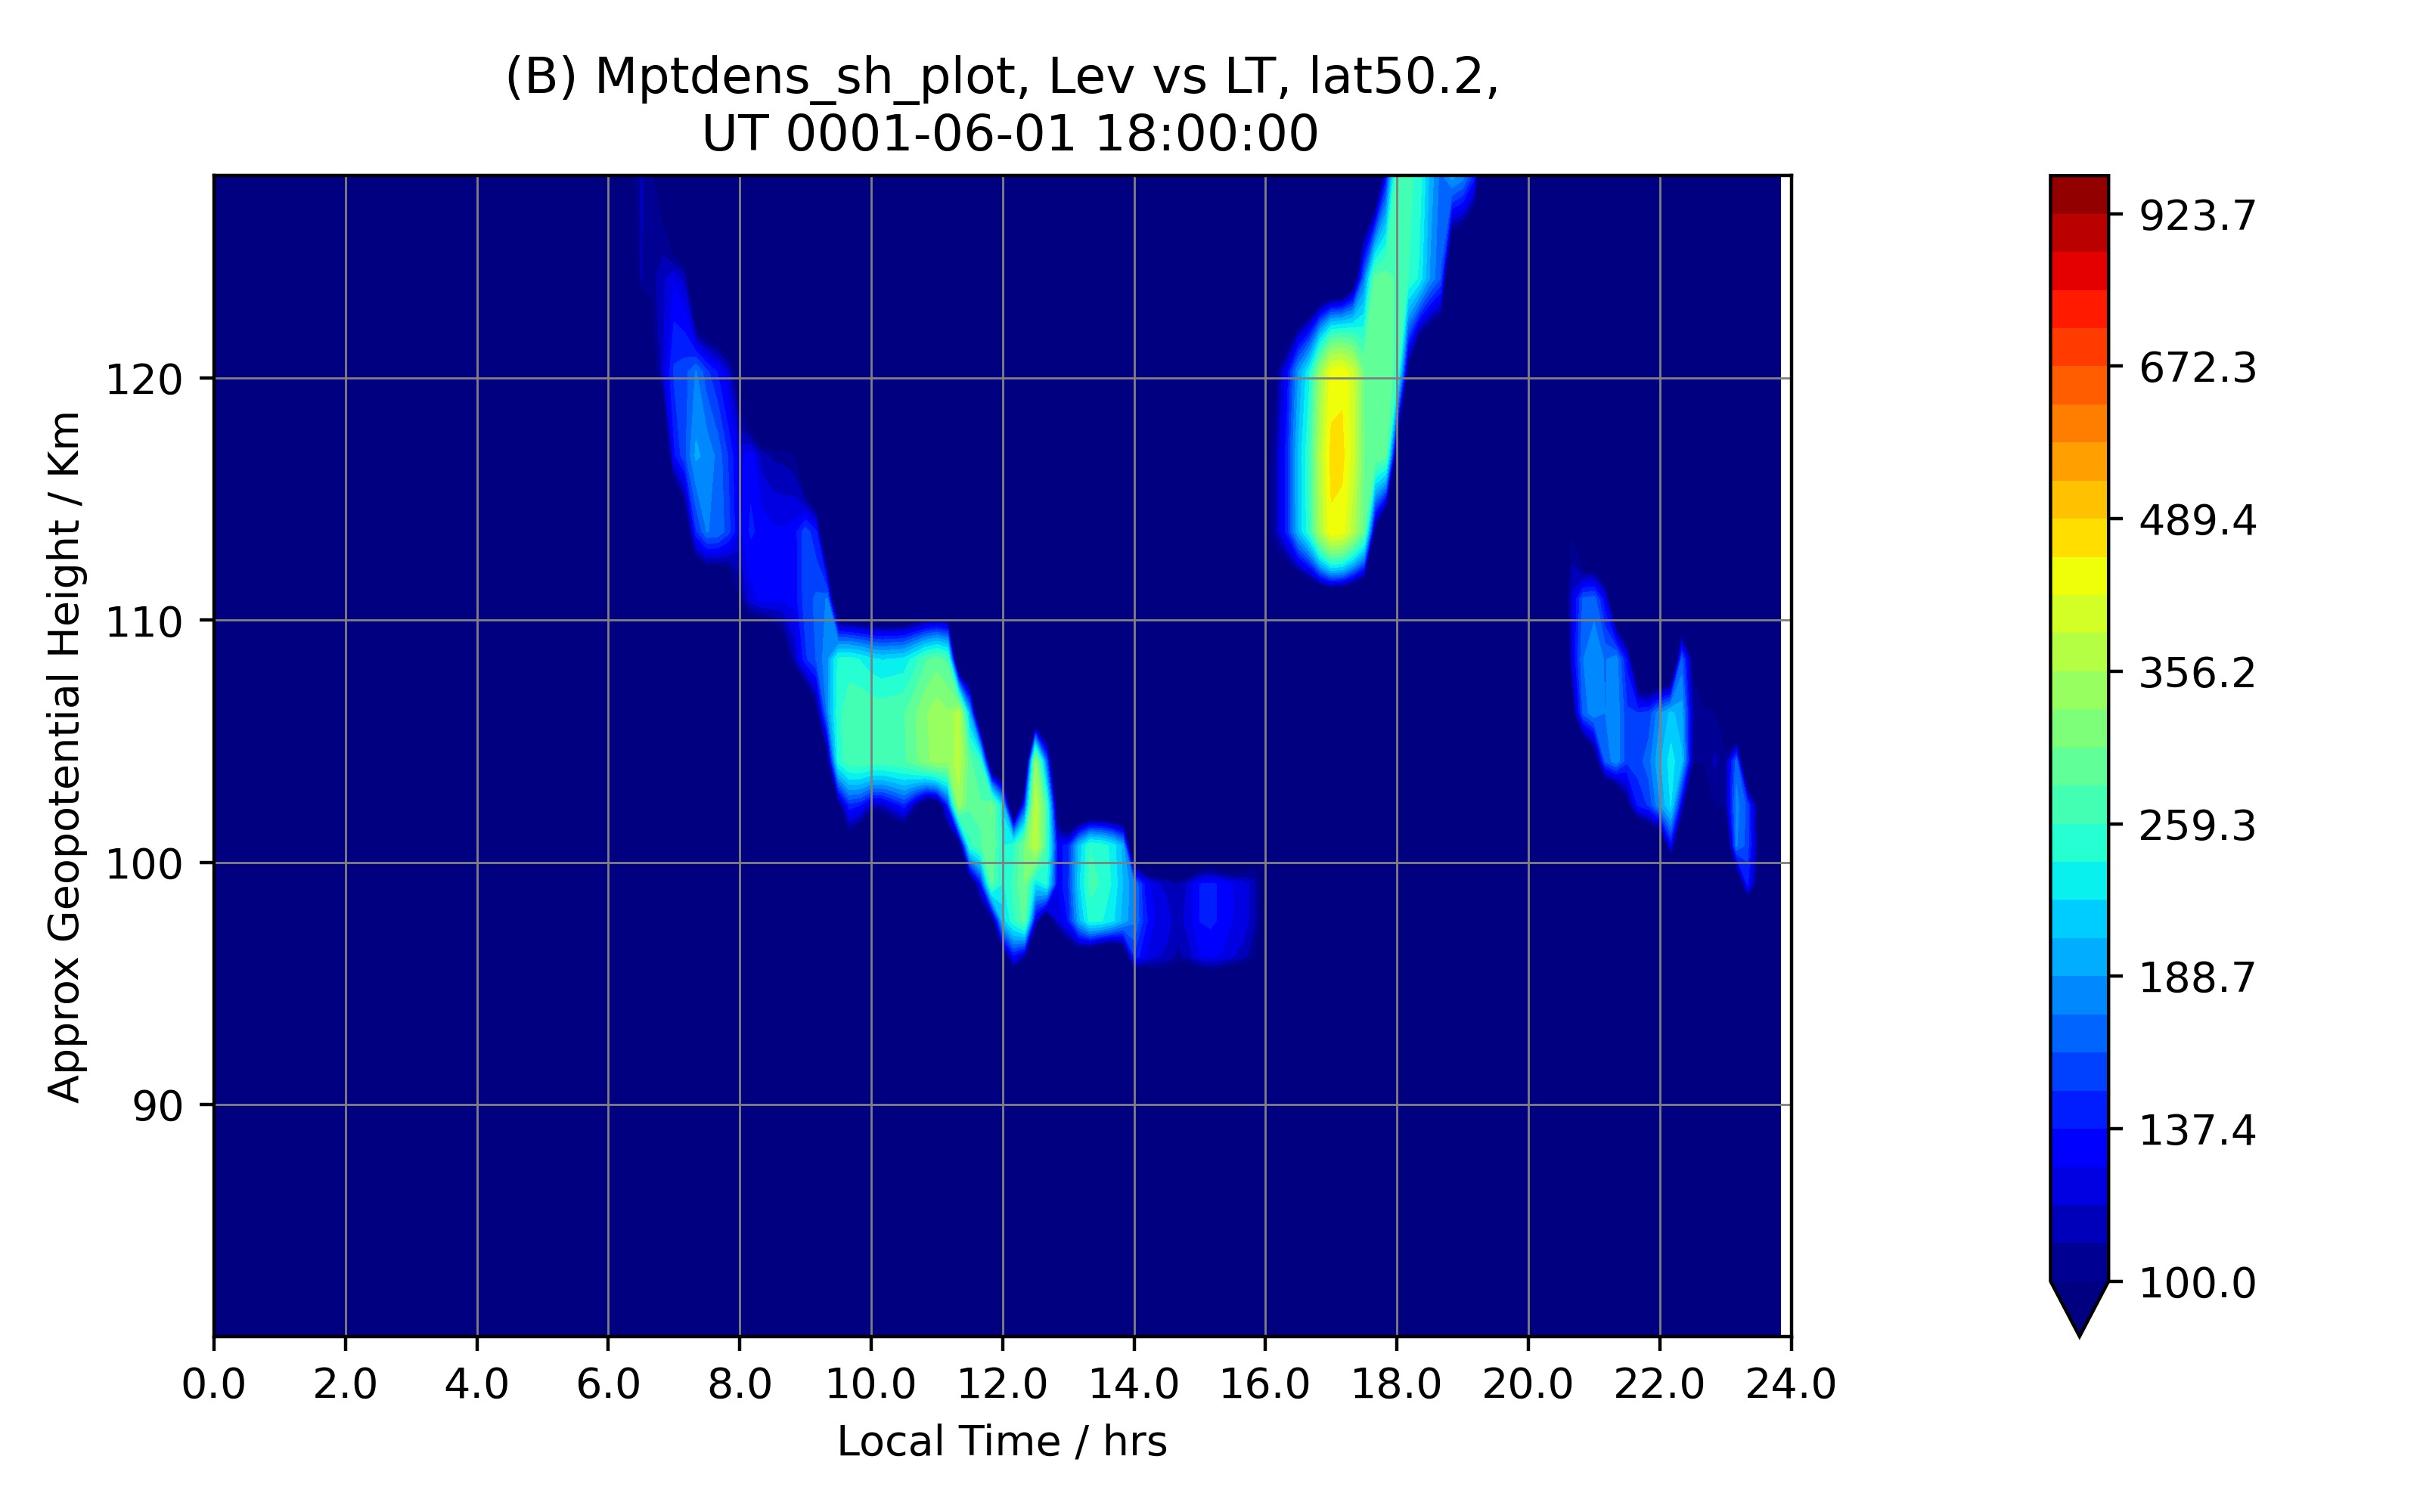 (B) Mptdens_sh_plot, Lev vs LT, lat50.2,
UT 0001-06-01 18:00:00
Approx Geopotential Height / Km
120
110
100
90
0.0 2.0 4.0 6.0 8.0 10.0 12.0 14.0 16.0 18.0 20.0 22.0 24.0
Local Time / hrs
923.7
672.3
489.4
356.2
259.3
188.7
137.4
100.0